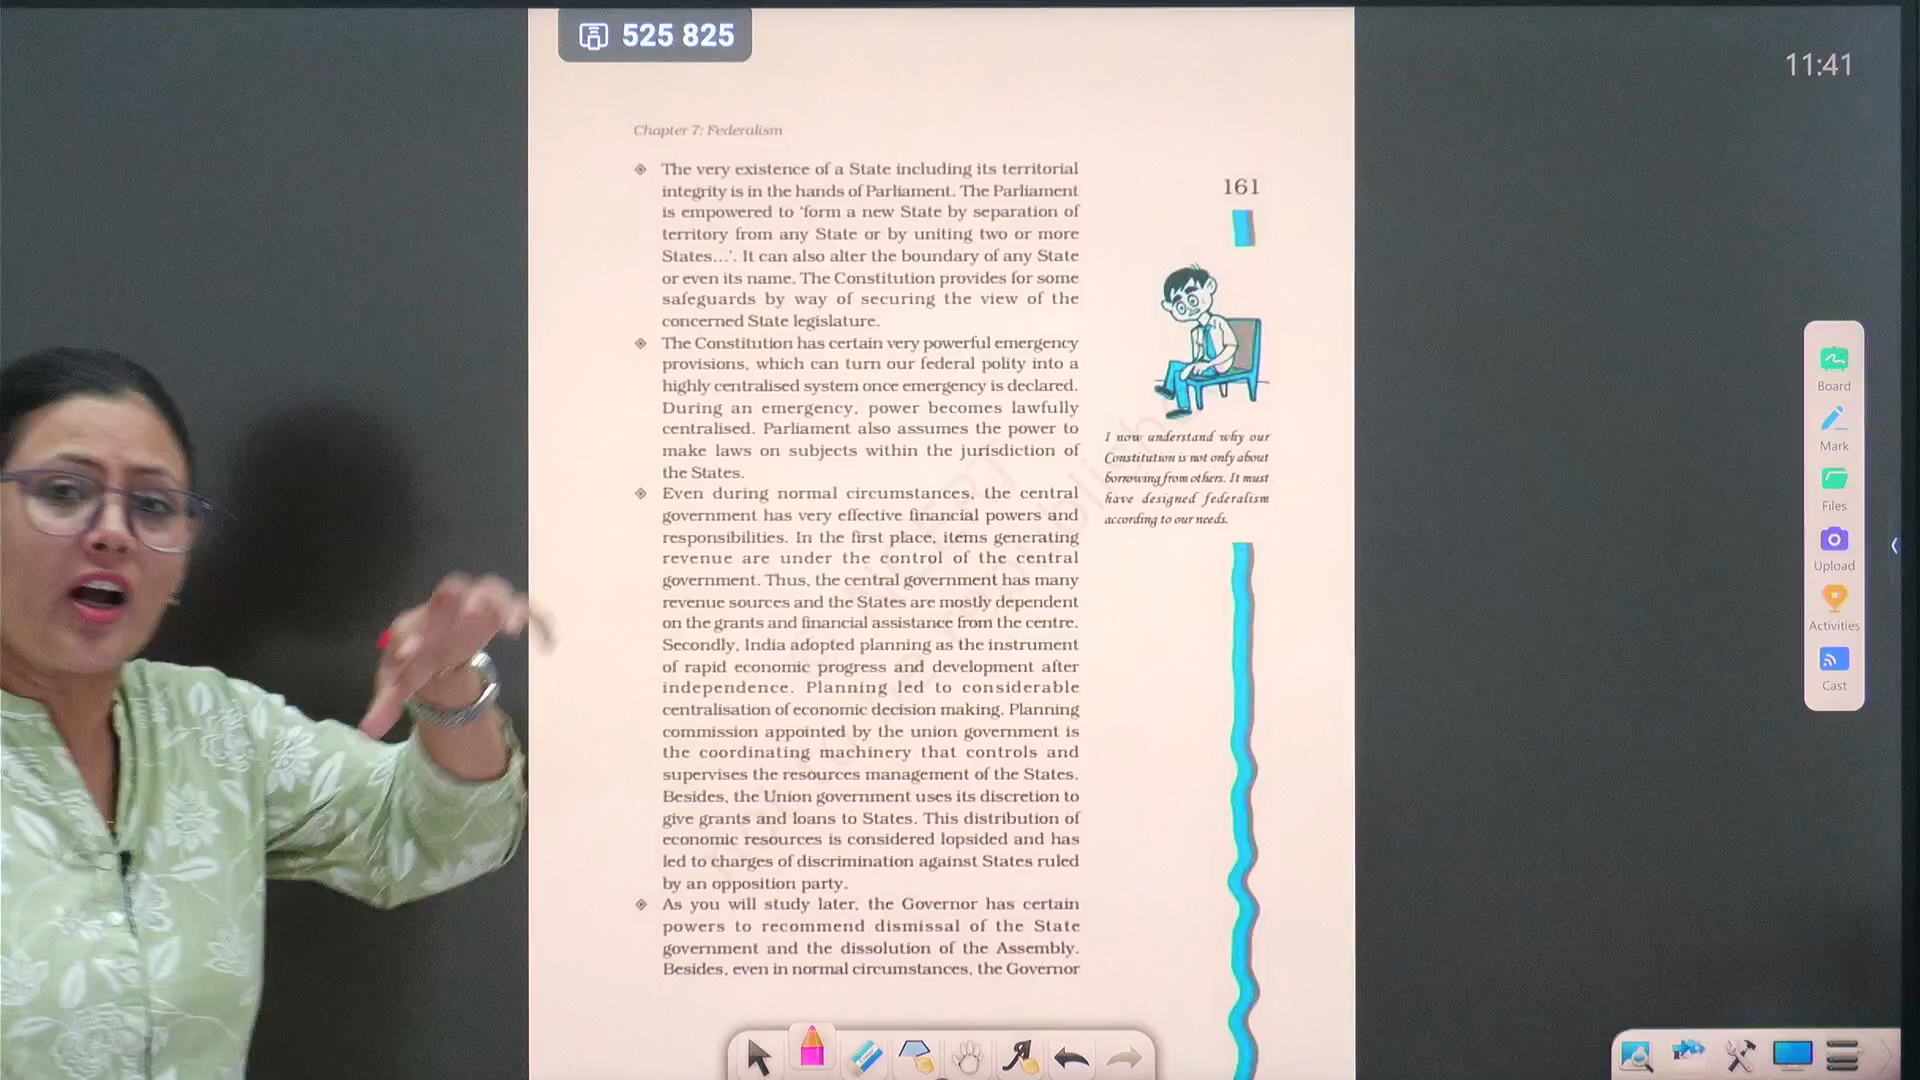 525 825
11:41
Chapter 7: Federalism
161
The very existence of a State including its territorial
integrity is in the hands of Parliament. The Parliament
is empowered to 'form a new State by separation of
territory from any State or by uniting two or more
States...'. It can also alter the boundary of any State
or even its name. The Constitution provides for some
safeguards by way of securing the view of the
concerned State legislature.
The Constitution has certain very powerful emergency
provisions, which can turn our federal polity into a
highly centralised system once emergency is declared.
During an emergency, power becomes lawfully
centralised. Parliament also assumes the power to
make laws on subjects within the jurisdiction of
the States.
Even during normal circumstances, the central
government has very effective financial powers and
responsibilities. In the first place, items generating
revenue are under the control of the central
government. Thus, the central government has many
revenue sources and the States are mostly dependent
on the grants and financial assistance from the centre.
Secondly, India adopted planning as the instrument
of rapid economic progress and development after
independence. Planning led to considerable
centralisation of economic decision making. Planning
commission appointed by the union government is
the coordinating machinery that controls and
supervises the resources management of the States.
Besides, the Union government uses its discretion to
give grants and loans to States. This distribution of
economic resources is considered lopsided and has
led to charges of discrimination against States ruled
by an opposition party.
As you will study later, the Governor has certain
powers to recommend dismissal of the State
government and the dissolution of the Assembly.
Besides, even in normal circumstances, the Governor
I now understand why our
Constitution is not only about
borrowing from others. It must
have designed federalism
according to our needs.
Board
Mark
Files
Upload
Activities
Cast